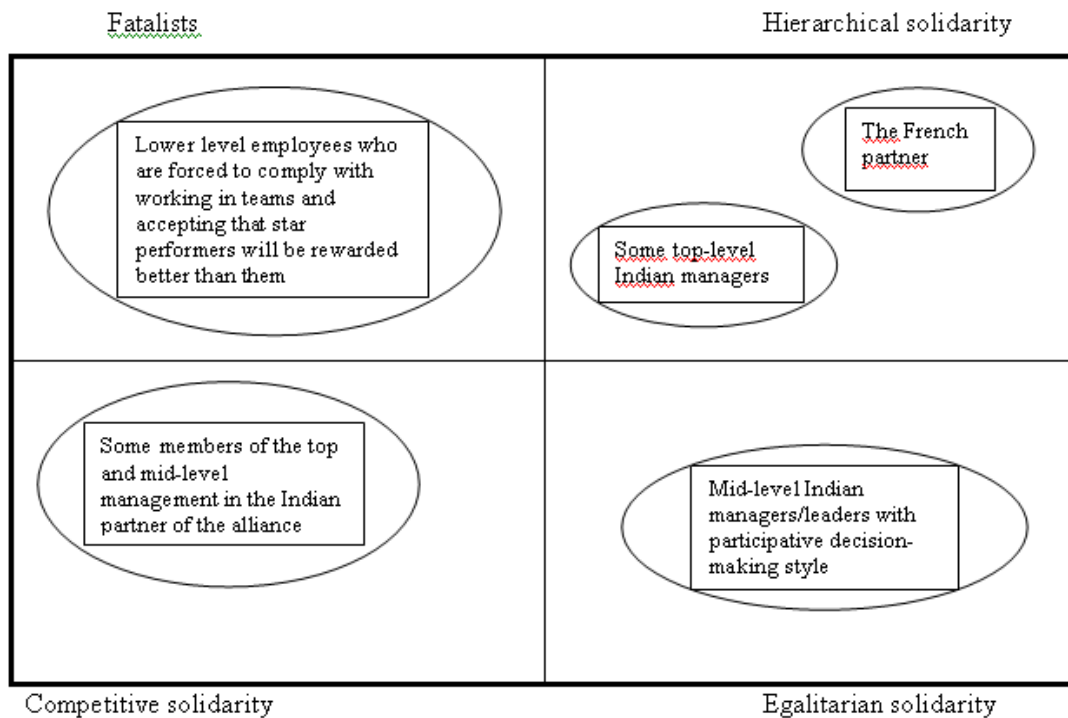 Fatalists
Hierarchical solidarity
Lower level employees who
are forced to comply with
working in teams and
accepting that star
performers will be rewarded
better than them
The French
partner
Some top-level
Indian managers
Some members of the top
and mid-level
management in the Indian
partner of the alliance
Mid-level Indian
managers/leaders with
participative decision-
making style
Competitive solidarity
Egalitarian solidarity